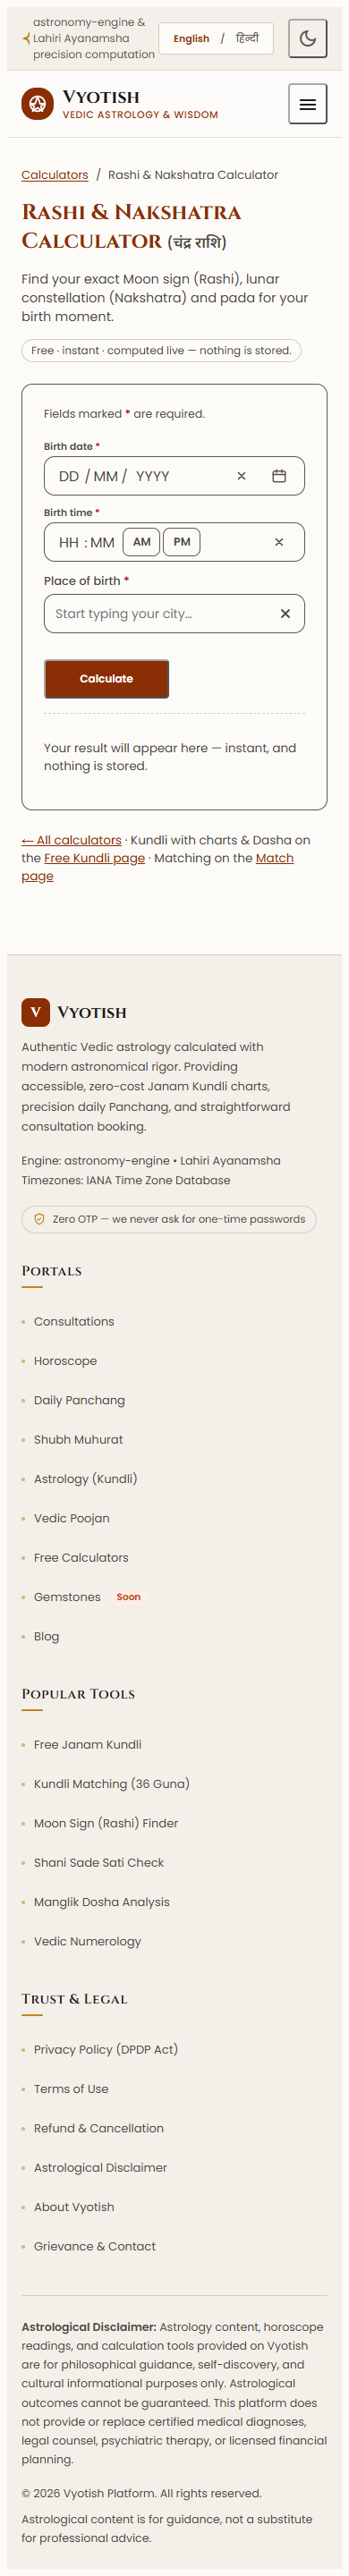 astronomy-engine &
Lahiri Ayanamsha
precision computation
English / हिन्दी
VYOTISH
VEDIC ASTROLOGY & WISDOM
Calculators / Rashi & Nakshatra Calculator
RASHI & NAKSHATRA
CALCULATOR (चंद्र राशि)
Find your exact Moon sign (Rashi), lunar
constellation (Nakshatra) and pada for your
birth moment.
Free · instant · computed live — nothing is stored.
Fields marked * are required.
Birth date *
DD / MM / YYYY
Birth time *
HH : MM AM PM
Place of birth *
Start typing your city...
Calculate
Your result will appear here — instant, and
nothing is stored.
← All calculators · Kundli with charts & Dasha on
the Free Kundli page · Matching on the Match
page
V VYOTISH
Authentic Vedic astrology calculated with
modern astronomical rigor. Providing
accessible, zero-cost Janam Kundli charts,
precision daily Panchang, and straightforward
consultation booking.
Engine: astronomy-engine • Lahiri Ayanamsha
Timezones: IANA Time Zone Database
Zero OTP — we never ask for one-time passwords
PORTALS
Consultations
Horoscope
Daily Panchang
Shubh Muhurat
Astrology (Kundli)
Vedic Poojan
Free Calculators
Gemstones Soon
Blog
POPULAR TOOLS
Free Janam Kundli
Kundli Matching (36 Guna)
Moon Sign (Rashi) Finder
Shani Sade Sati Check
Manglik Dosha Analysis
Vedic Numerology
TRUST & LEGAL
Privacy Policy (DPDP Act)
Terms of Use
Refund & Cancellation
Astrological Disclaimer
About Vyotish
Grievance & Contact
Astrological Disclaimer: Astrology content, horoscope
readings, and calculation tools provided on Vyotish
are for philosophical guidance, self-discovery, and
cultural informational purposes only. Astrological
outcomes cannot be guaranteed. This platform does
not provide or replace certified medical diagnoses,
legal counsel, psychiatric therapy, or licensed financial
planning.
© 2026 Vyotish Platform. All rights reserved.
Astrological content is for guidance, not a substitute
for professional advice.